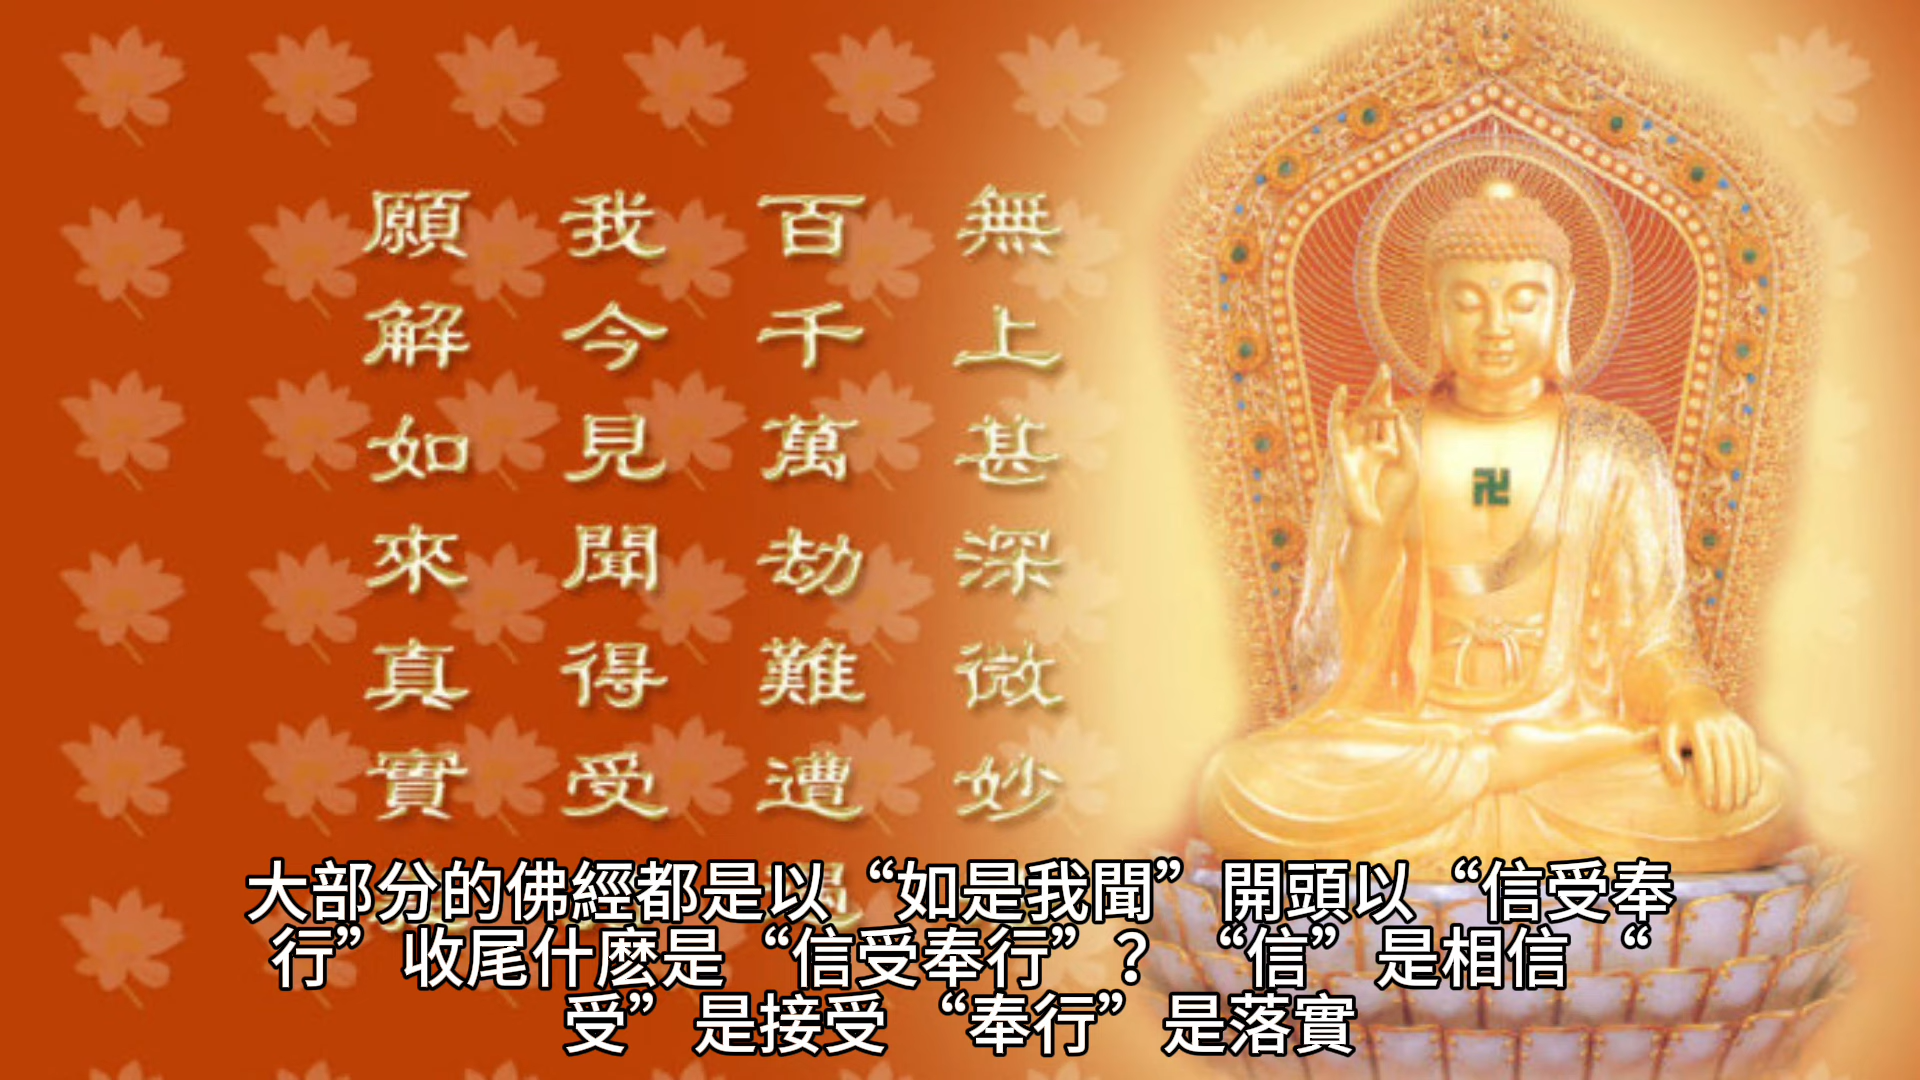 無上甚深微妙
百千萬劫難遭遇
我今見聞得受
願解如來真實
大部分的佛經都是以“如是我聞”開頭以“信受奉
行”收尾什麽是“信受奉行”？“信”是相信“
受”是接受“奉行”是落實